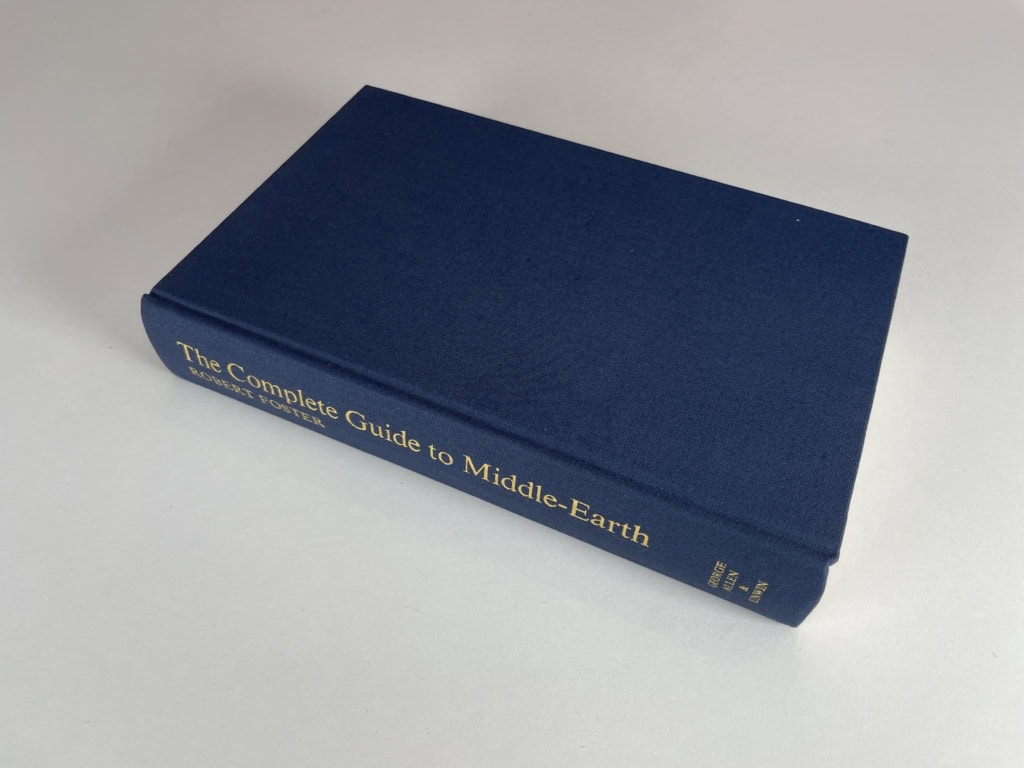 The Complete Guide to Middle-Earth
ROBERT FOSTER
GEORGE
ALLEN
&
UNWIN